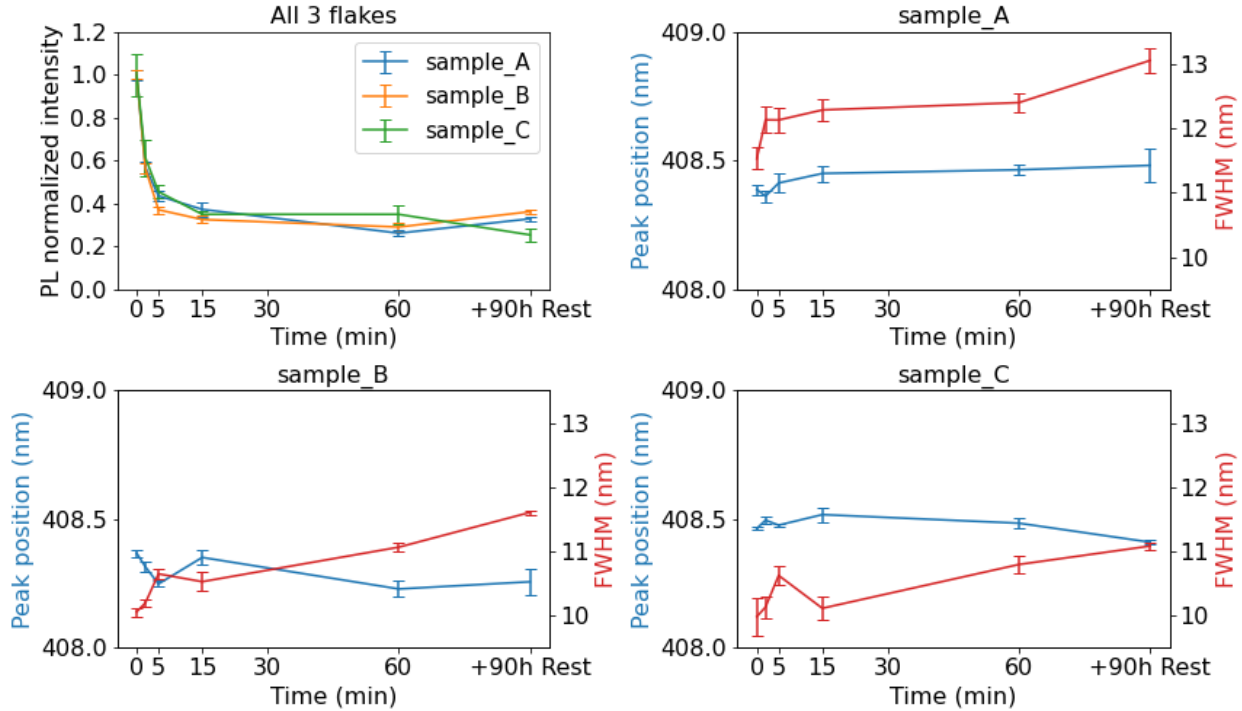 All 3 flakes
PL normalized intensity
1.2
1.0
0.8
0.6
0.4
0.2
0.0
sample_A
sample_B
sample_C
0 5 15 30 60 +90h Rest
Time (min)
sample_A
Peak position (nm)
409.0
408.5
408.0
13
12
11
10
FWHM (nm)
0 5 15 30 60 +90h Rest
Time (min)
sample_B
Peak position (nm)
409.0
408.5
408.0
13
12
11
10
FWHM (nm)
0 5 15 30 60 +90h Rest
Time (min)
sample_C
Peak position (nm)
409.0
408.5
408.0
13
12
11
10
FWHM (nm)
0 5 15 30 60 +90h Rest
Time (min)